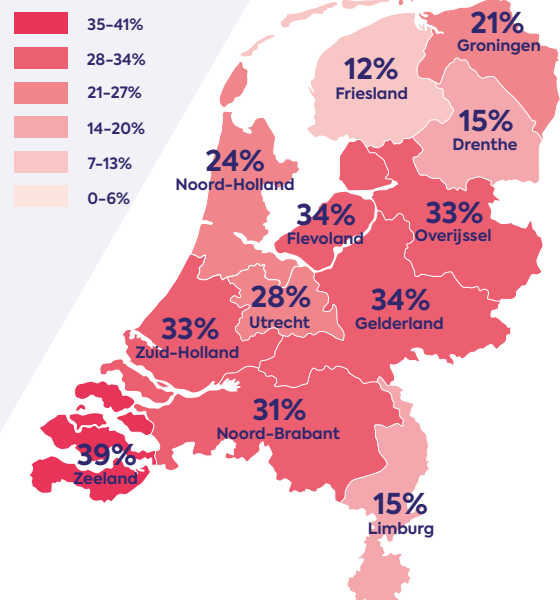 35–41%
28–34%
21–27%
14–20%
7–13%
0–6%
21%
Groningen
12%
Friesland
15%
Drenthe
24%
Noord-Holland
34%
Flevoland
33%
Overijssel
28%
Utrecht
34%
Gelderland
33%
Zuid-Holland
31%
Noord-Brabant
39%
Zeeland
15%
Limburg